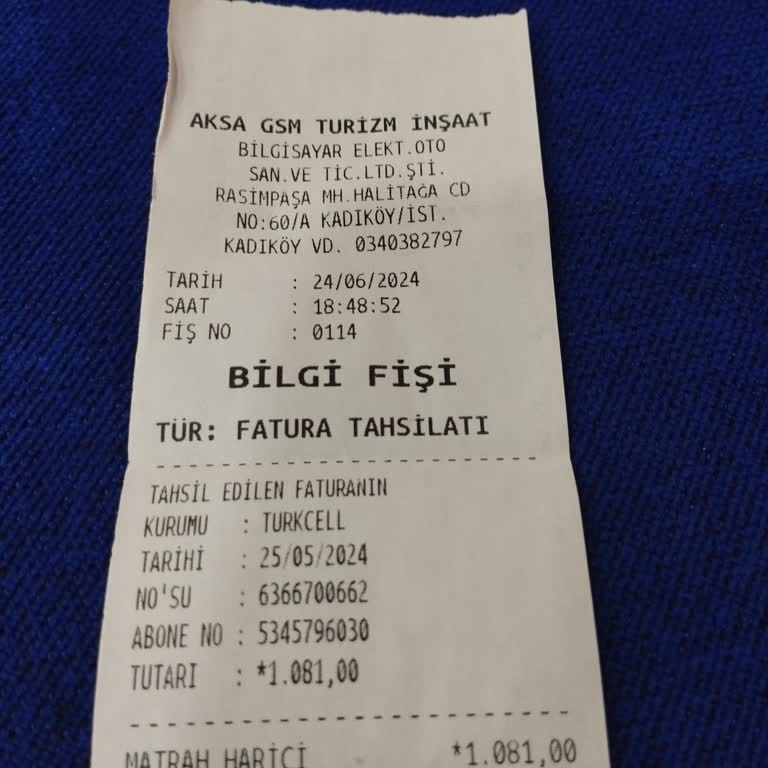 AKSA GSM TURİZM İNŞAAT
BİLGİSAYAR ELEKT.OTO
SAN.VE TİC.LTD.ŞTİ.
RASİMPAŞA MH.HALİTAĞA CD
NO:60/A KADIKÖY/İST.
KADIKÖY VD. 0340382797
TARİH : 24/06/2024
SAAT : 18:48:52
FİŞ NO : 0114
BİLGİ FİŞİ
TÜR: FATURA TAHSİLATI
TAHSİL EDİLEN FATURANIN
KURUMU : TURKCELL
TARİHİ : 25/05/2024
NO'SU : 6366700662
ABONE NO : 5345796030
TUTARI : *1.081,00
MATRAH HARİCİ *1.081,00